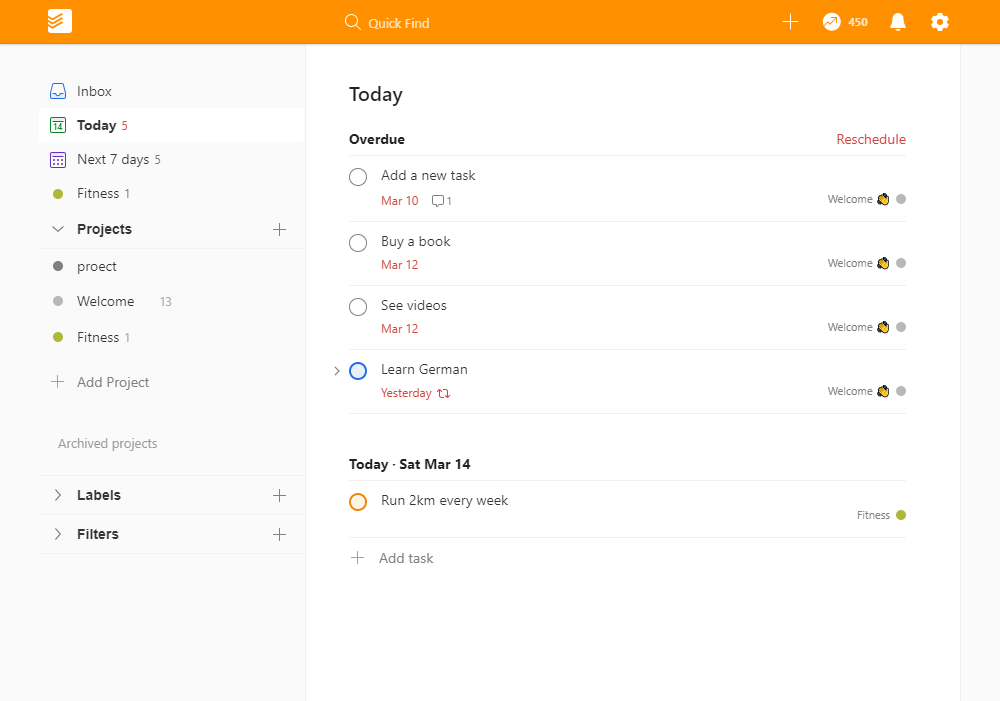 Quick Find
450
Inbox
14 Today 5
Next 7 days 5
Fitness 1
Projects
proect
Welcome 13
Fitness 1
Add Project
Archived projects
Labels
Filters
Today
Overdue Reschedule
Add a new task
Mar 10 1 Welcome
Buy a book
Mar 12 Welcome
See videos
Mar 12 Welcome
Learn German
Yesterday Welcome
Today · Sat Mar 14
Run 2km every week
Fitness
Add task